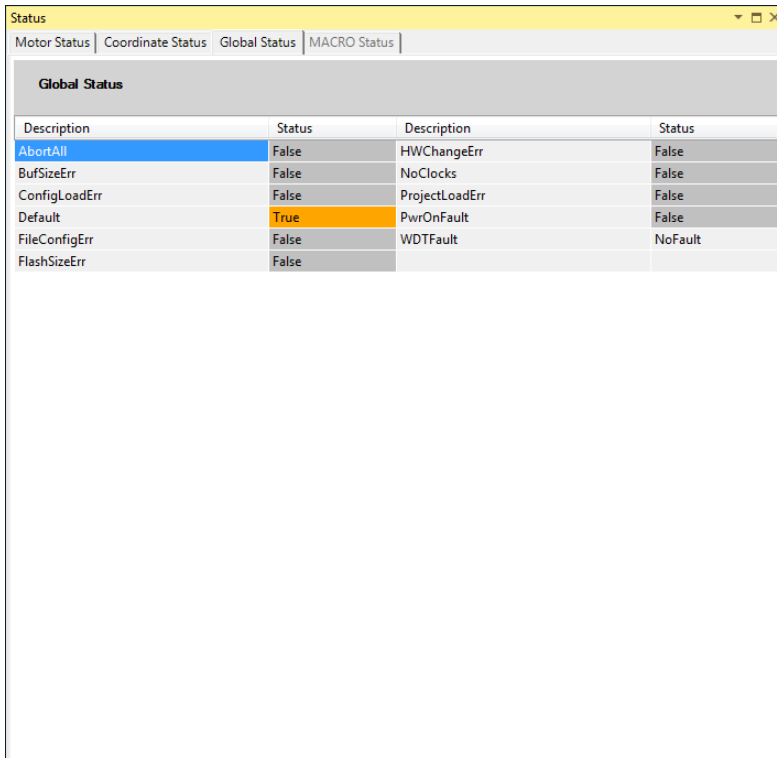 Status
Motor Status Coordinate Status Global Status MACRO Status
Global Status
Description Status Description Status
AbortAll False HWChangeErr False
BufSizeErr False NoClocks False
ConfigLoadErr False ProjectLoadErr False
Default True PwrOnFault False
FileConfigErr False WDTFault NoFault
FlashSizeErr False